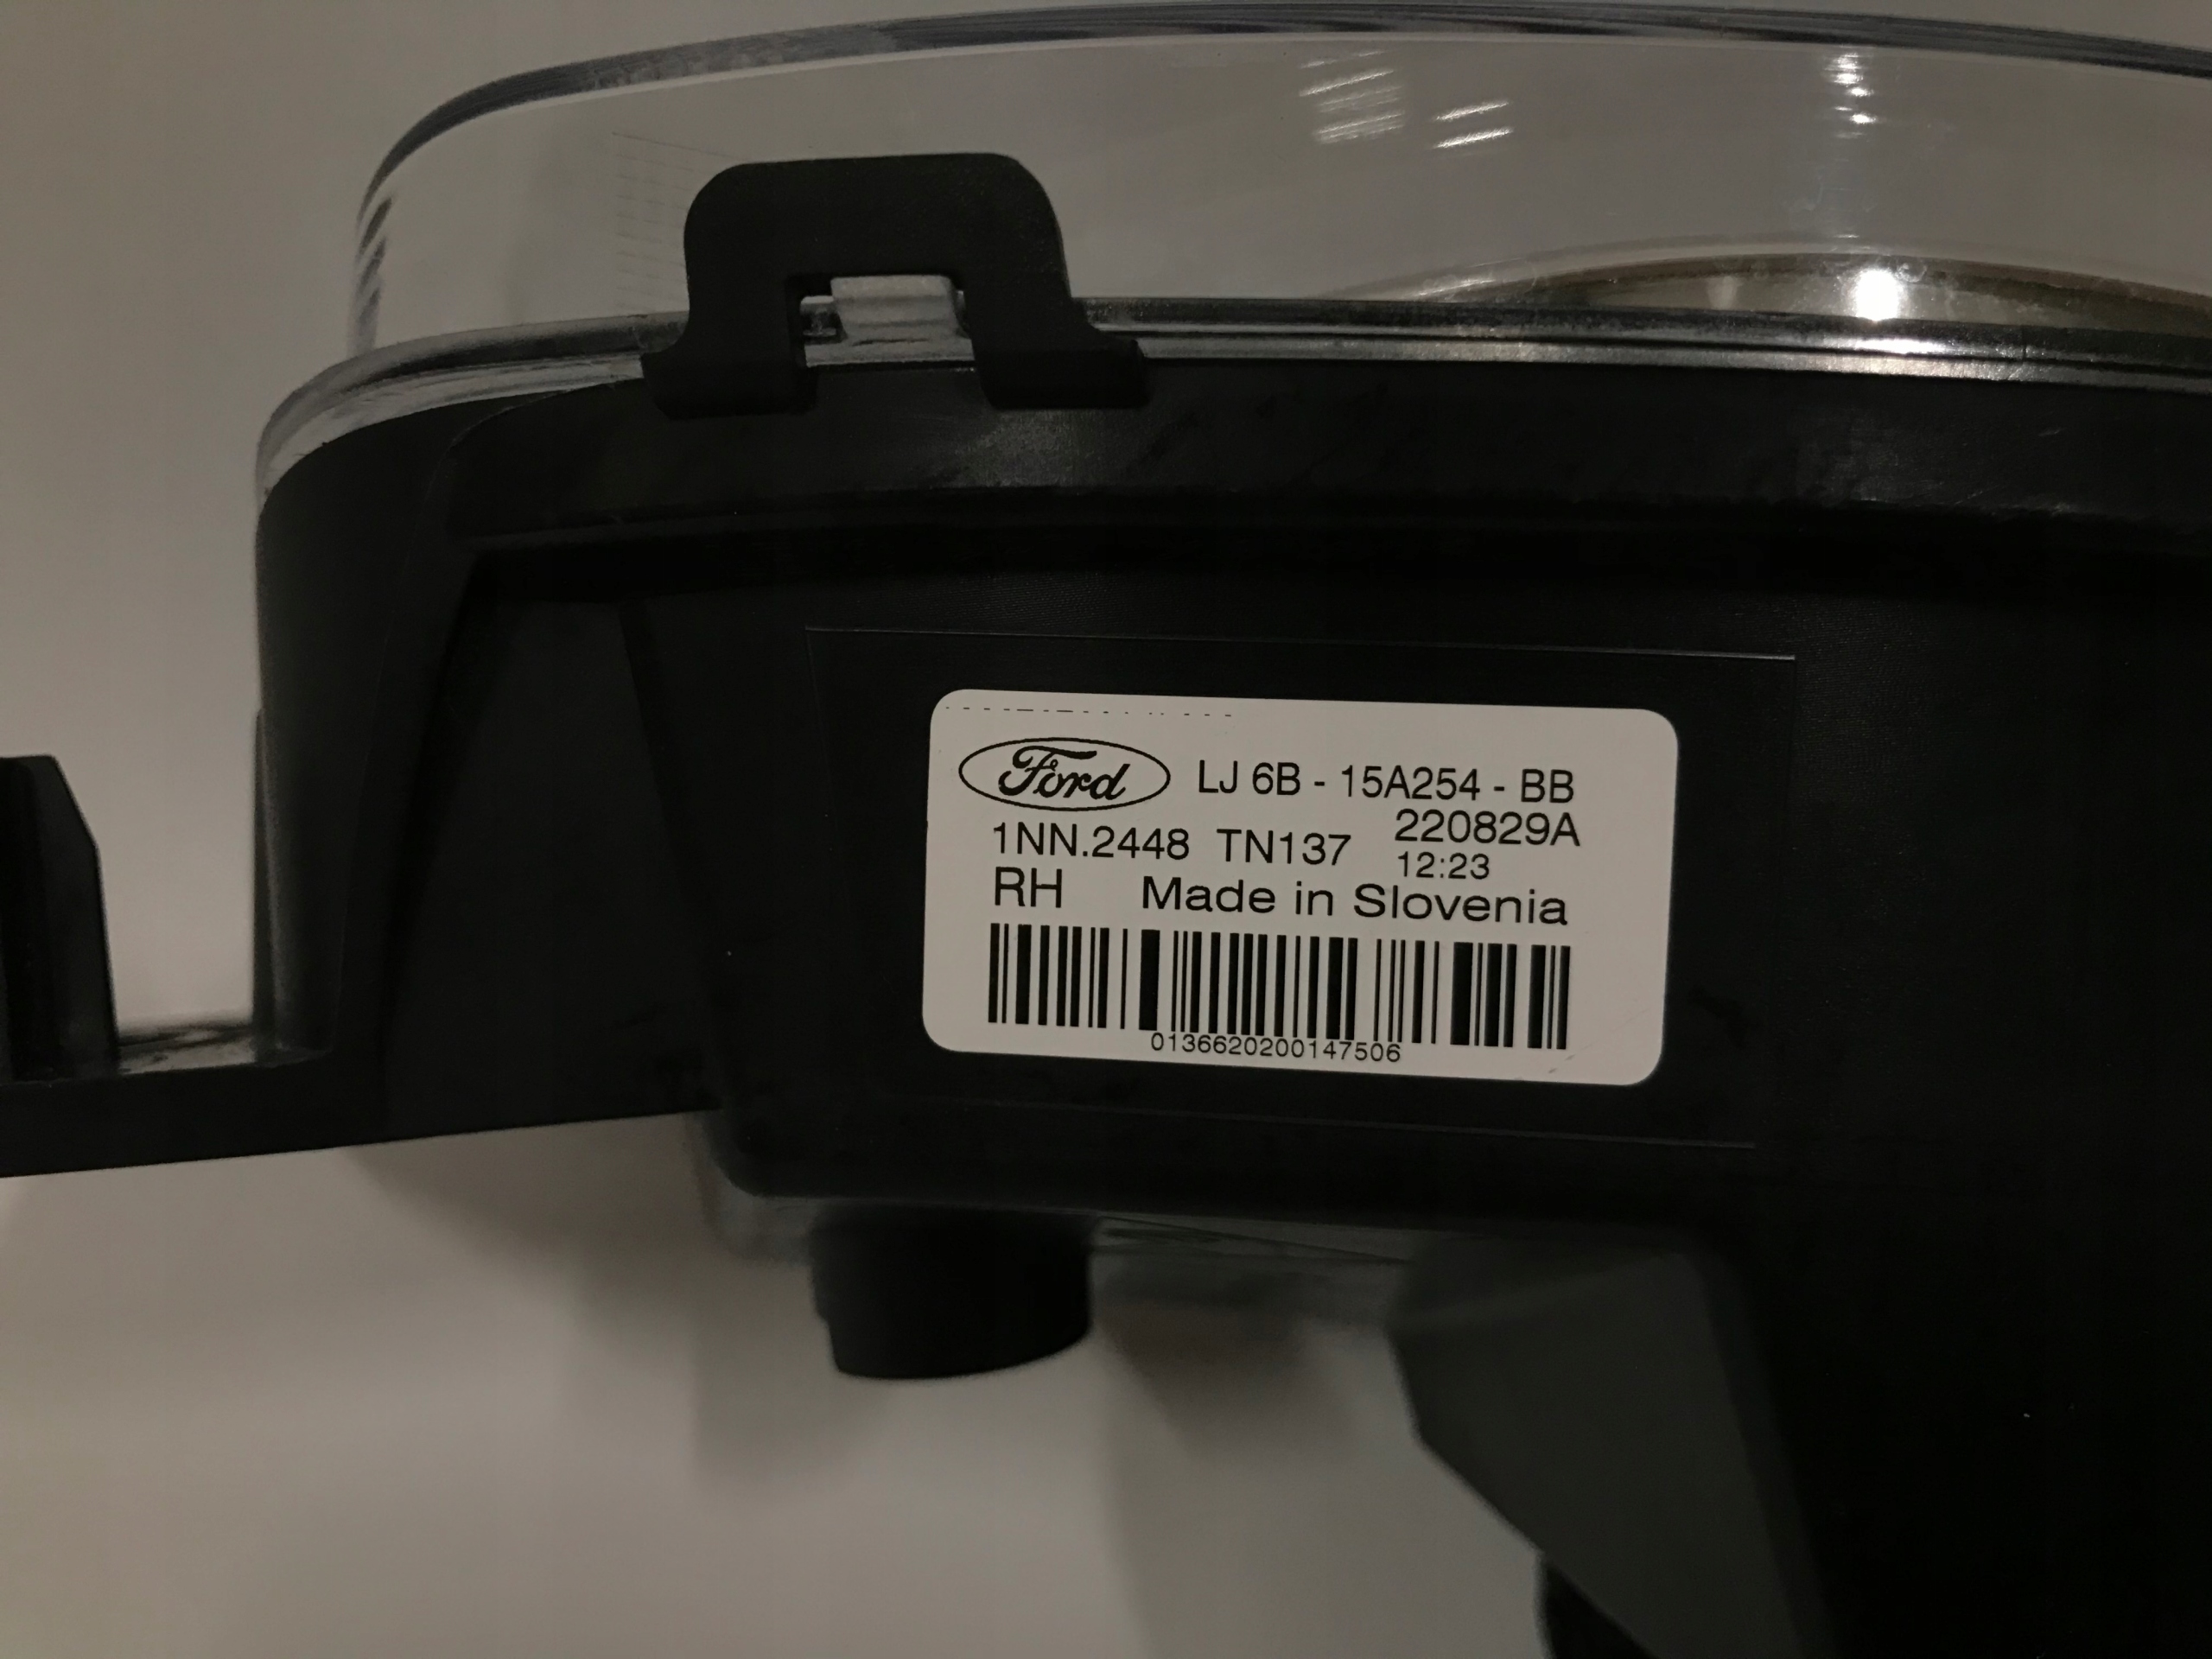 Ford LJ 6B - 15A254 - BB
1NN.2448 TN137 220829A
12:23
RH Made in Slovenia
0136620200147506